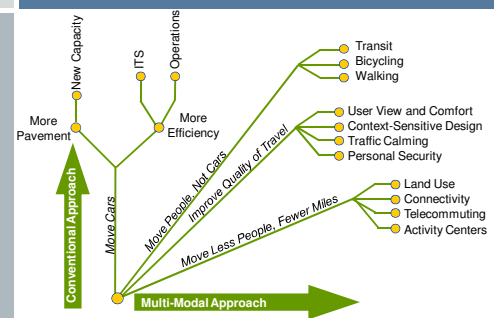 New Capacity
ITS
Operations
More
Pavement
More
Efficiency
Conventional Approach
Move Cars
Move People, Not Cars
Improve Quality of Travel
Move Less People, Fewer Miles
Transit
Bicycling
Walking
User View and Comfort
Context-Sensitive Design
Traffic Calming
Personal Security
Land Use
Connectivity
Telecommuting
Activity Centers
Multi-Modal Approach